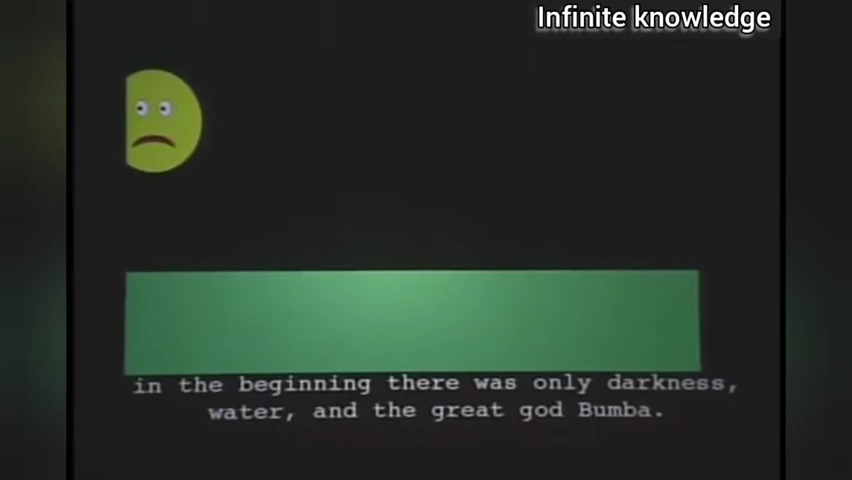 Infinite knowledge
in the beginning there was only darkness,
water, and the great god Bumba.